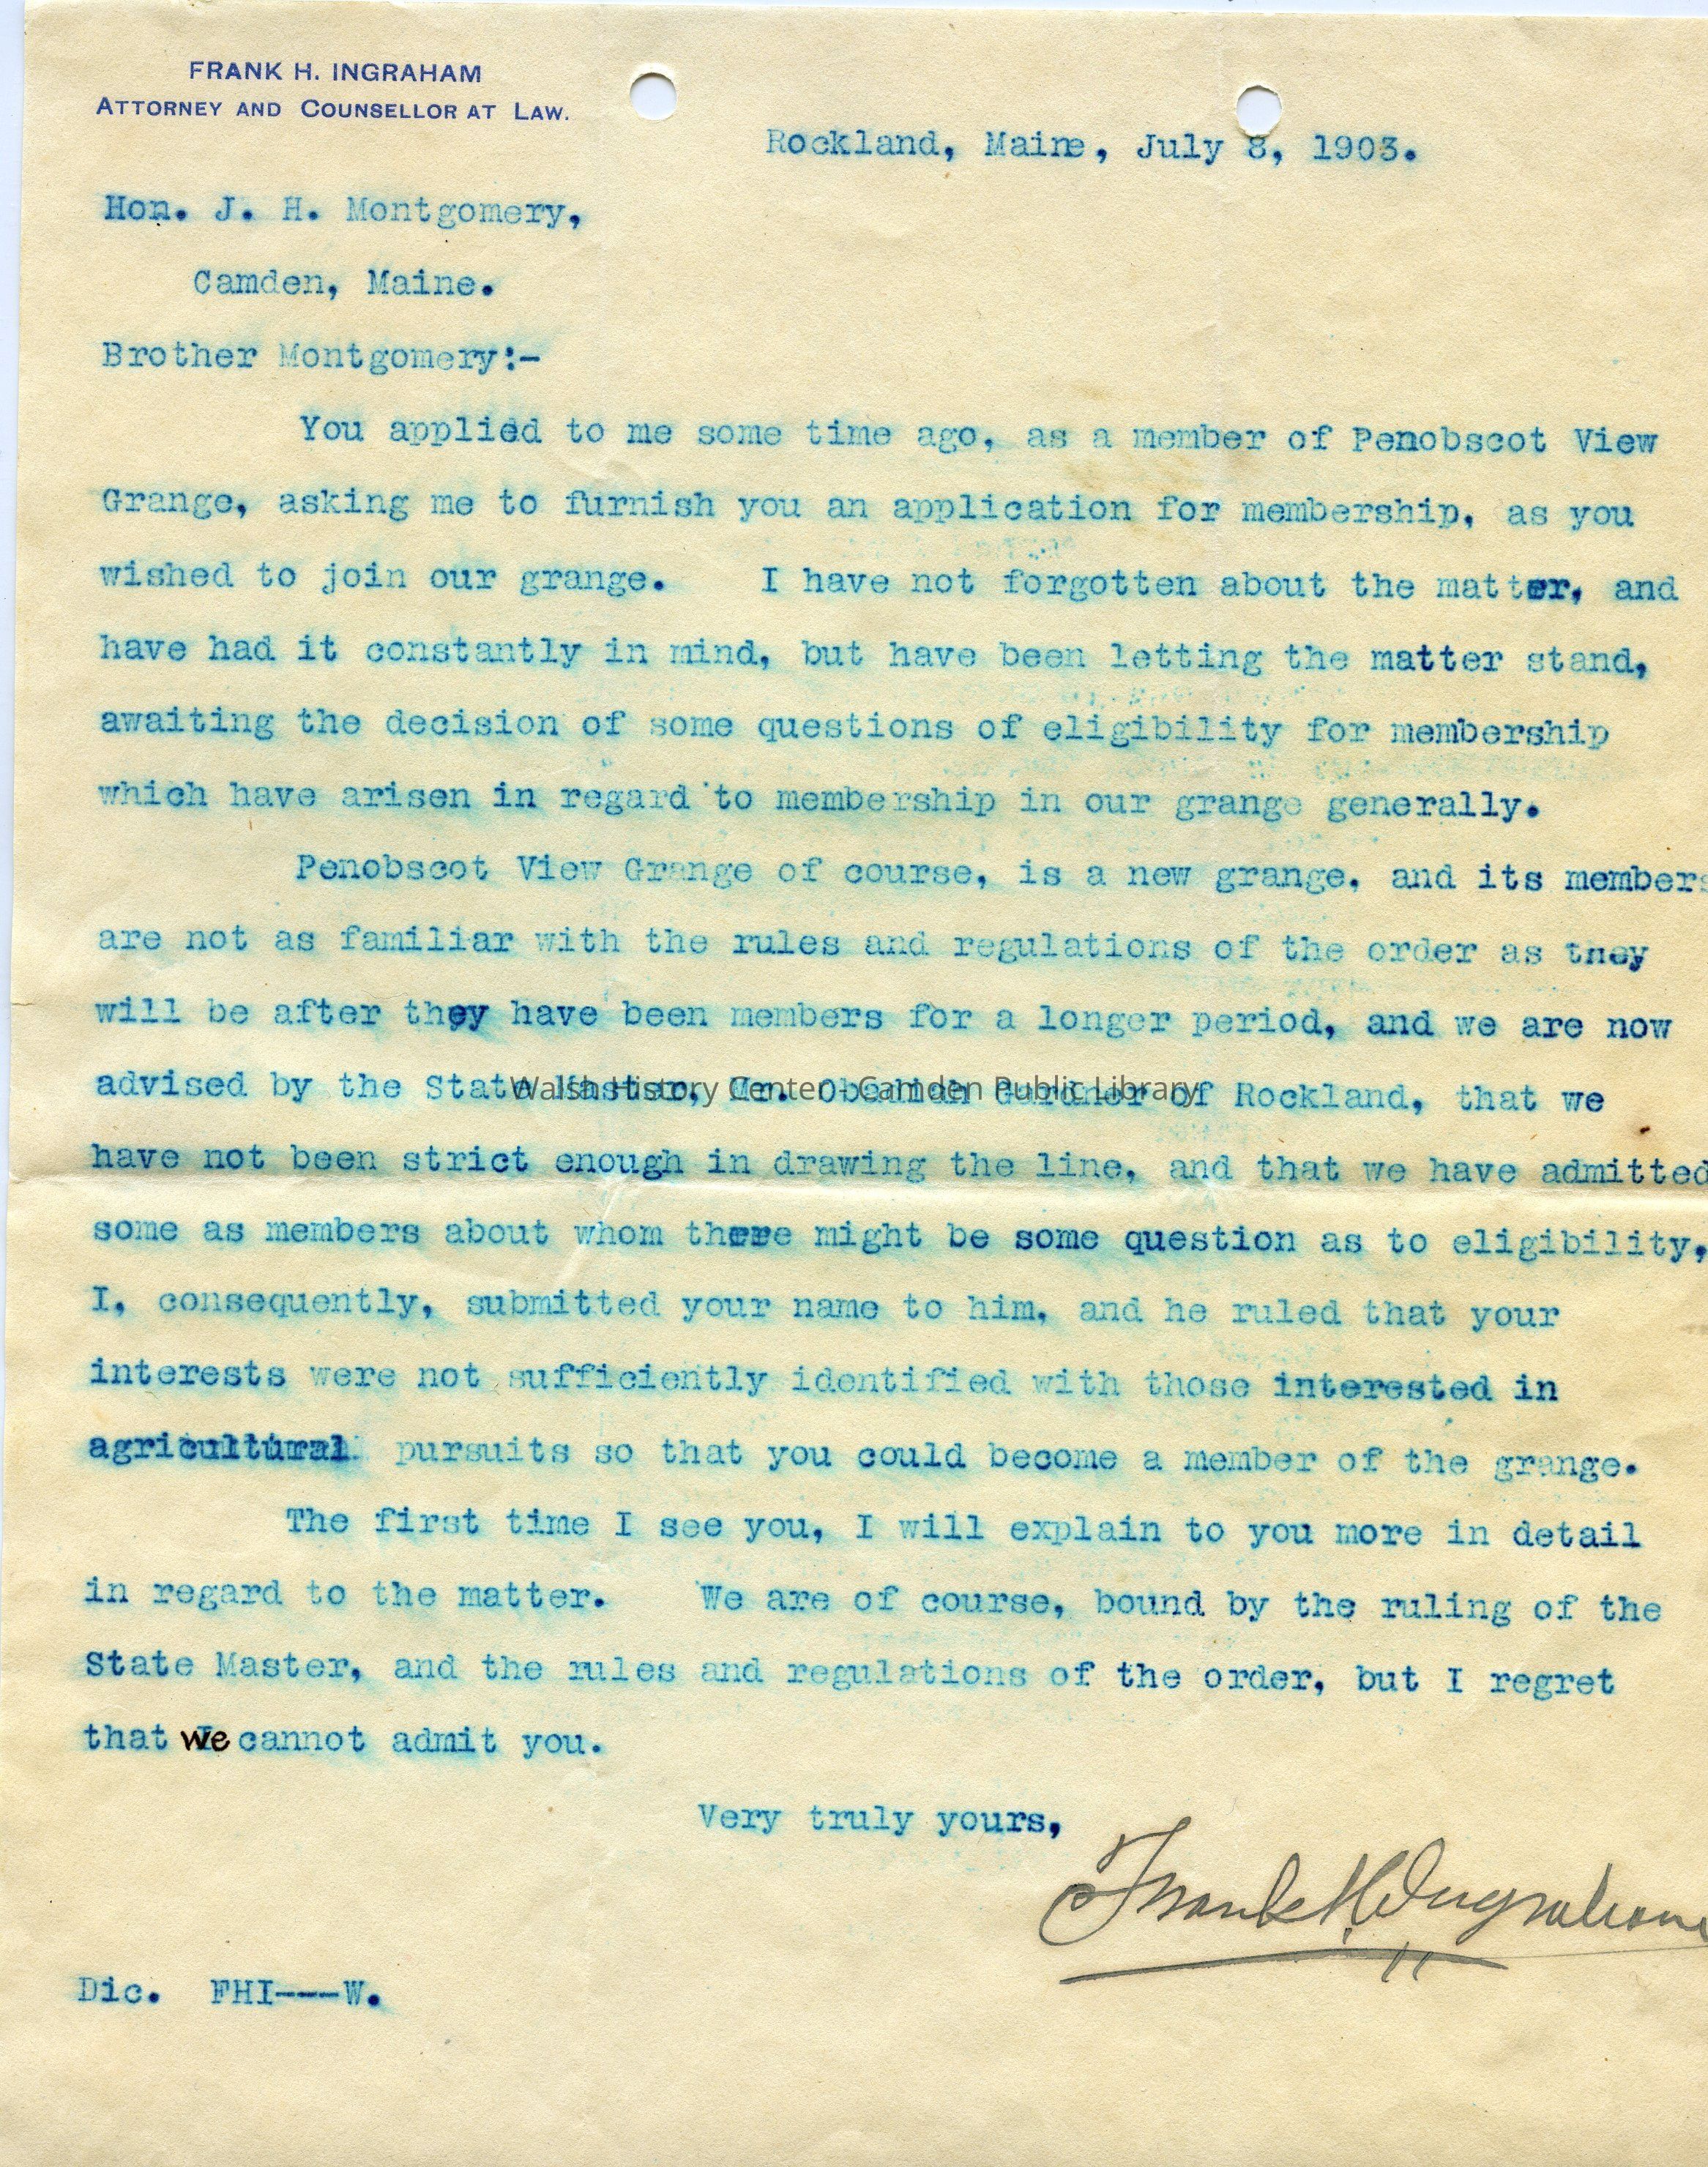 FRANK H. INGRAHAM
ATTORNEY AND COUNSELLOR AT LAW.
Rockland, Maine, July 8, 1903.
Hon. J. H. Montgomery,
Camden, Maine.
Brother Montgomery:-
You applied to me some time ago, as a member of Penobscot View
Grange, asking me to furnish you an application for membership, as you
wished to join our grange. I have not forgotten about the matter, and
have had it constantly in mind, but have been letting the matter stand,
awaiting the decision of some questions of eligibility for membership
which have arisen in regard to membership in our grange generally.
Penobscot View Grange of course, is a new grange, and its members
are not as familiar with the rules and regulations of the order as they
will be after they have been members for a longer period, and we are now
advised by the State Master, Mr. Obadiah Gardner of Rockland, that we
Walsh History Center - Camden Public Library
have not been strict enough in drawing the line, and that we have admitted
some as members about whom there might be some question as to eligibility,
I, consequently, submitted your name to him, and he ruled that your
interests were not sufficiently identified with those interested in
agricultural pursuits so that you could become a member of the grange.
The first time I see you, I will explain to you more in detail
in regard to the matter. We are of course, bound by the ruling of the
State Master, and the rules and regulations of the order, but I regret
that we cannot admit you.
Very truly yours,
Frank H. Ingraham
Dic. FHI---W.